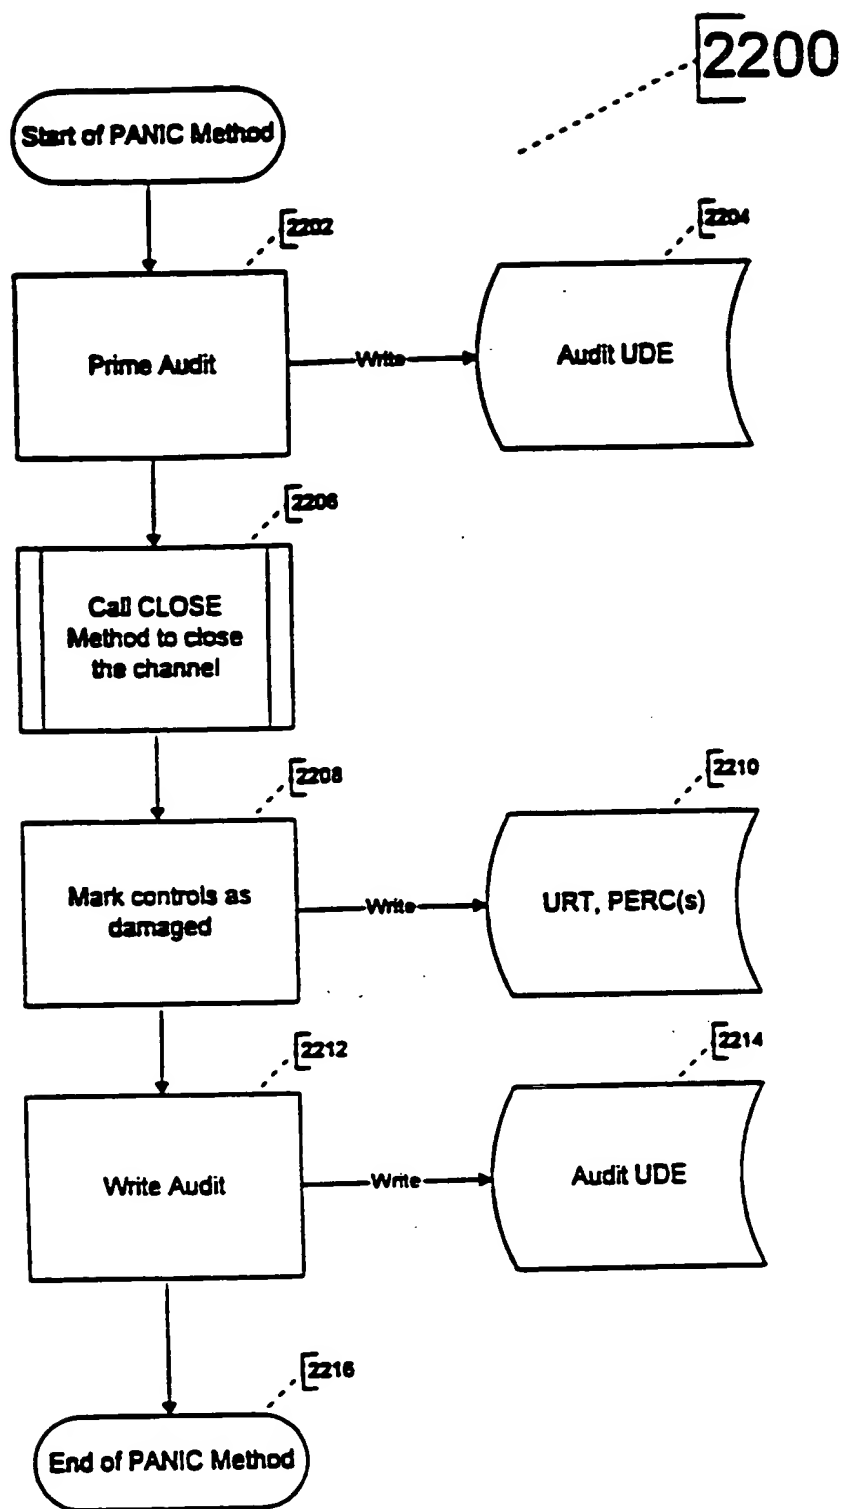 2200
Start of PANIC Method
2202
2204
Prime Audit
Write
Audit UDE
2206
Call CLOSE
Method to close
the channel
2208
2210
Mark controls as
damaged
Write
URT, PERC(s)
2212
2214
Write Audit
Write
Audit UDE
2216
End of PANIC Method